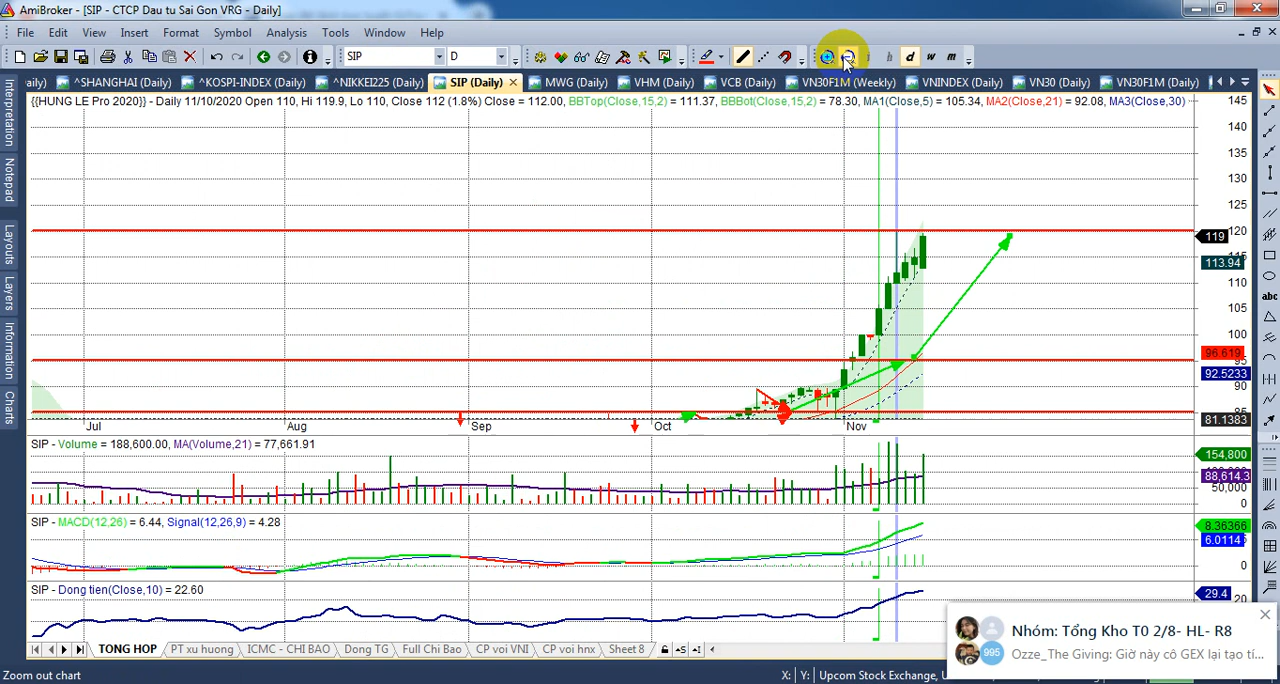 AmiBroker - [SIP - CTCP Dau tu Sai Gon VRG - Daily]
File Edit View Insert Format Symbol Analysis Tools Window Help
SIP D h d w m
ily) ^SHANGHAI (Daily) ^KOSPI-INDEX (Daily) ^NIKKEI225 (Daily) SIP (Daily) MWG (Daily) VHM (Daily) VCB (Daily) VN30F1M (Weekly) VNINDEX (Daily) VN30 (Daily) VN30F1M (Daily)
{{HUNG LE Pro 2020}} - Daily 11/10/2020 Open 110, Hi 119.9, Lo 110, Close 112 (1.8%) Close = 112.00, BBTop(Close,15,2) = 111.37, BBBot(Close,15,2) = 78.30, MA1(Close,5) = 105.34, MA2(Close,21) = 92.08, MA3(Close,30)
Interpretation
Notepad
Layouts
Layers
Information
Charts
145
140
135
130
125
120
119
113.94
110
105
100
96.619
92.5233
90
81.1383
Jul Aug Sep Oct Nov
SIP - Volume = 188,600.00, MA(Volume,21) = 77,661.91
154,800
88,614.3
50,000
0
SIP - MACD(12,26) = 6.44, Signal(12,26,9) = 4.28
8.36366
6.0114
0
SIP - Dong tien(Close,10) = 22.60
29.4
20
Nhóm: Tổng Kho T0 2/8- HL- R8
995
Ozze_The Giving: Giờ này cô GEX lại tạo tí...
TONG HOP PT xu huong ICMC - CHI BAO Dong TG Full Chi Bao CP voi VNI CP voi hnx Sheet 8
Zoom out chart X: Y: Upcom Stock Exchange,
abc